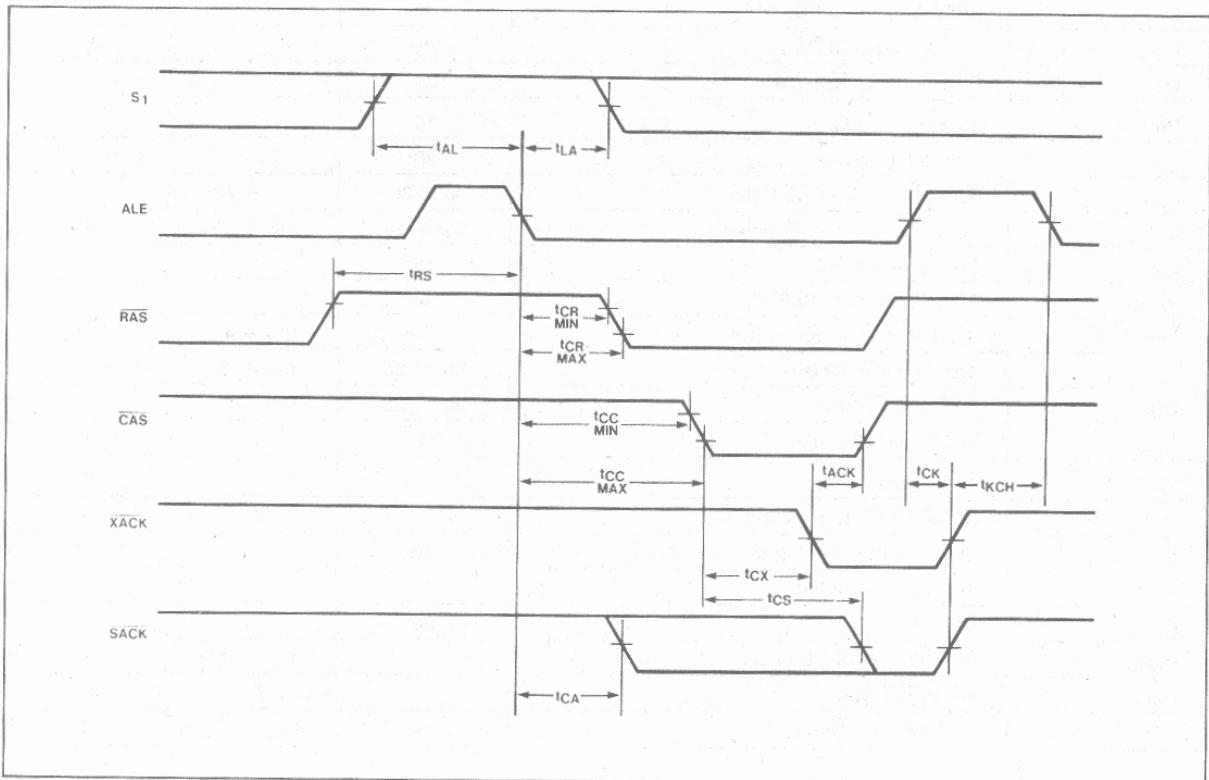 S1
tAL
tLA
ALE
tRS
RAS
tCR
MIN
tCR
MAX
CAS
tCC
MIN
tCC
MAX
tACK
tCK
tKCH
XACK
tCX
tCS
SACK
tCA